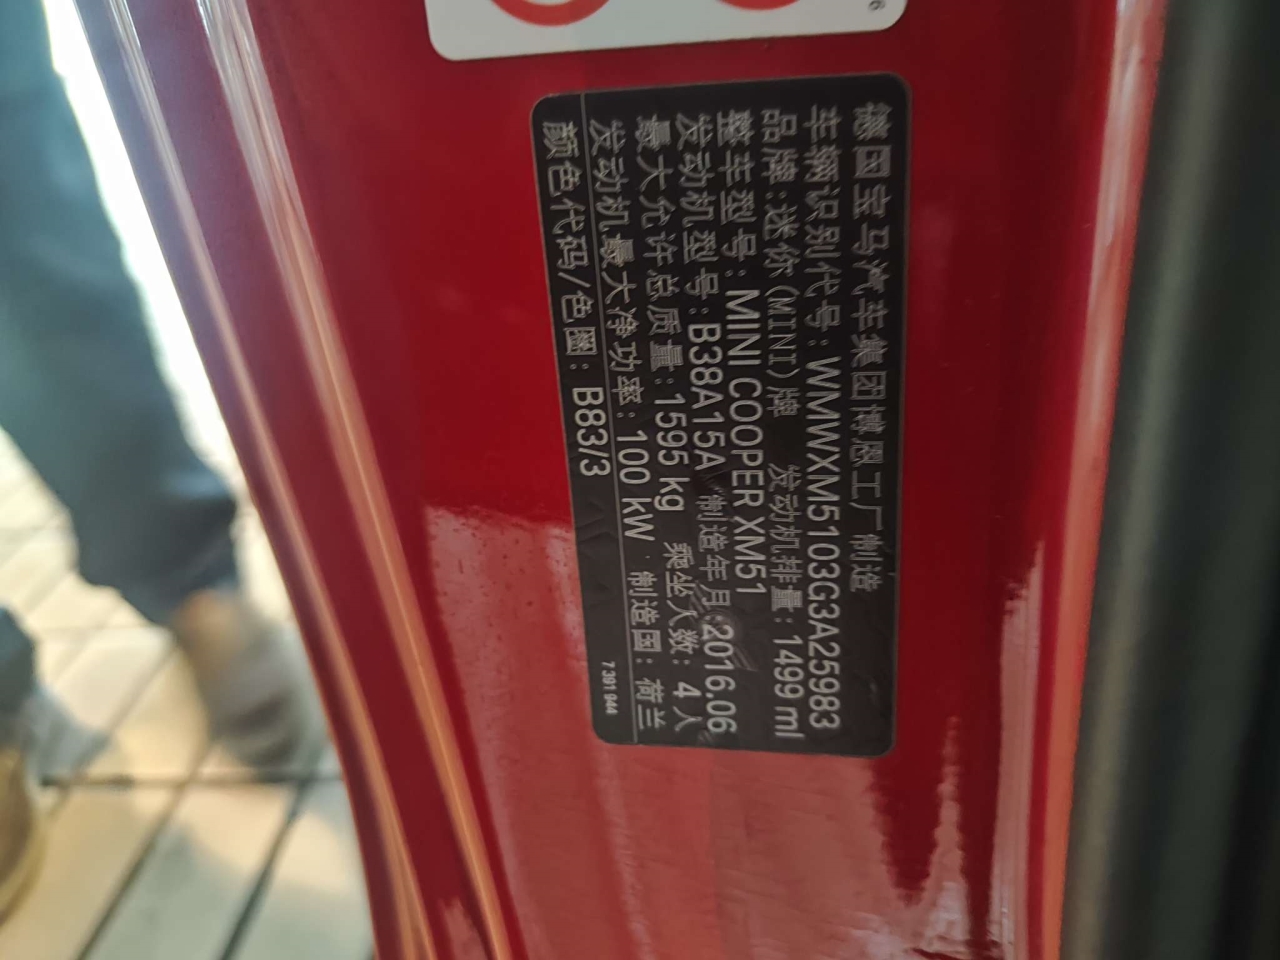 德国宝马汽车集团博恩工厂制造
车辆识别代号：WMWXM5103G3A25983
品牌：迷你(MINI)牌 发动机排量：1499 ml
整车型号：MINI COOPER XM51
发动机型号：B38A15A 制造年月：2016.06
最大允许总质量：1595 kg 乘坐人数：4人
发动机最大净功率：100 kW 制造国：荷兰
颜色代码/色圈：B83/3
7 391 944
6